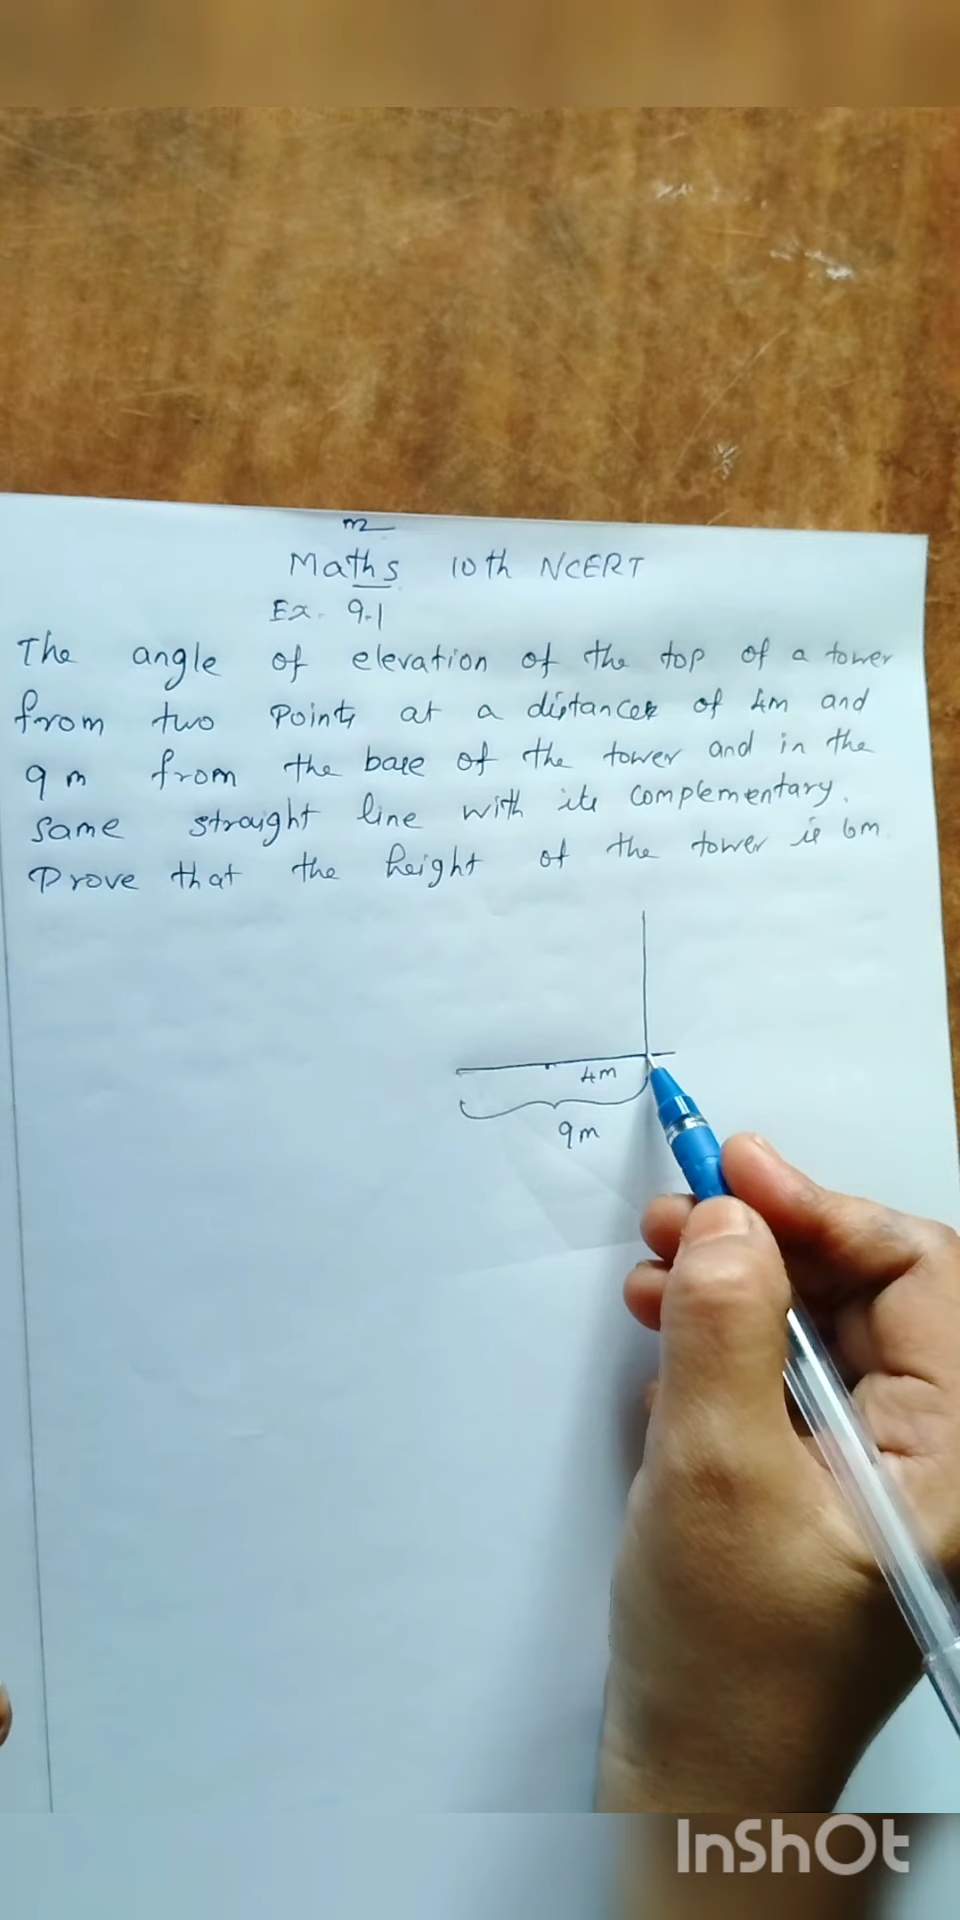 m
Maths 10th NCERT
Ex. 9.1
The angle of elevation of the top of a tower
from two points at a distances of 4m and
9 m from the base of the tower and in the
same straight line with its complementary.
Prove that the height of the tower is 6m
4m
9m
InShOt